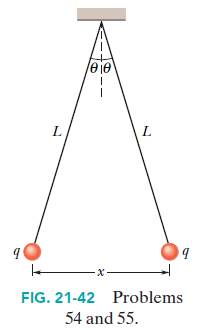 θ θ
L L
q q
x
FIG. 21-42 Problems
54 and 55.